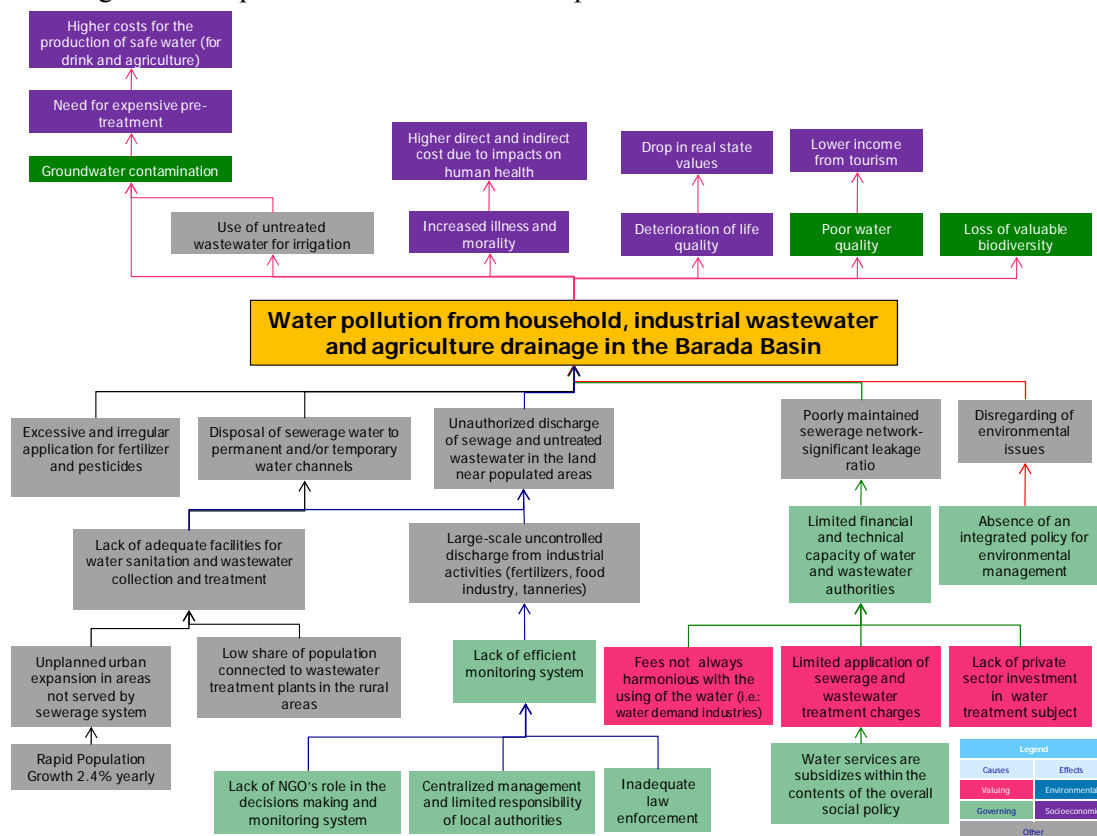 Higher costs for the
production of safe water (for
drink and agriculture)
Need for expensive pre-
treatment
Groundwater contamination
Use of untreated
wastewater for irrigation
Higher direct and indirect
cost due to impacts on
human health
Increased illness and
morality
Drop in real state
values
Deterioration of life
quality
Lower income
from tourism
Poor water
quality
Loss of valuable
biodiversity
Water pollution from household, industrial wastewater
and agriculture drainage in the Barada Basin
Excessive and irregular
application for fertilizer
and pesticides
Disposal of sewerage water to
permanent and/or temporary
water channels
Unauthorized discharge
of sewage and untreated
wastewater in the land
near populated areas
Poorly maintained
sewerage network-
significant leakage
ratio
Disregarding of
environmental
issues
Lack of adequate facilities for
water sanitation and wastewater
collection and treatment
Large-scale uncontrolled
discharge from industrial
activities (fertilizers, food
industry, tanneries)
Limited financial
and technical
capacity of water
and wastewater
authorities
Absence of an
integrated policy for
environmental
management
Unplanned urban
expansion in areas
not served by
sewerage system
Low share of population
connected to wastewater
treatment plants in the rural
areas
Lack of efficient
monitoring system
Fees not always
harmonious with the
using of the water (i.e.:
water demand industries)
Limited application of
sewerage and
wastewater
treatment charges
Lack of private
sector investment
in water
treatment subject
Rapid Population
Growth 2.4% yearly
Lack of NGO's role in the
decisions making and
monitoring system
Centralized management
and limited responsibility
of local authorities
Inadequate
law
enforcement
Water services are
subsidizes within the
contents of the overall
social policy
Legend
Causes Effects
Valuing Environmental
Governing Socioeconomic
Other